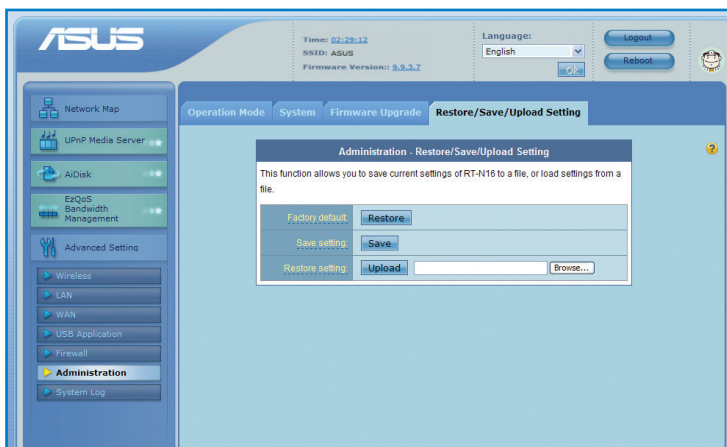 ASUS
Time: 02:29:12
SSID: ASUS
Firmware Version:: 9.9.3.7
Language:
English
OK
Logout
Reboot
Network Map
UPnP Media Server
AiDisk
EzQoS
Bandwidth
Management
Advanced Setting
Wireless
LAN
WAN
USB Application
Firewall
Administration
System Log
Operation Mode
System
Firmware Upgrade
Restore/Save/Upload Setting
Administration - Restore/Save/Upload Setting
This function allows you to save current settings of RT-N16 to a file, or load settings from a
file.
Factory default: Restore
Save setting: Save
Restore setting: Upload Browse...
?